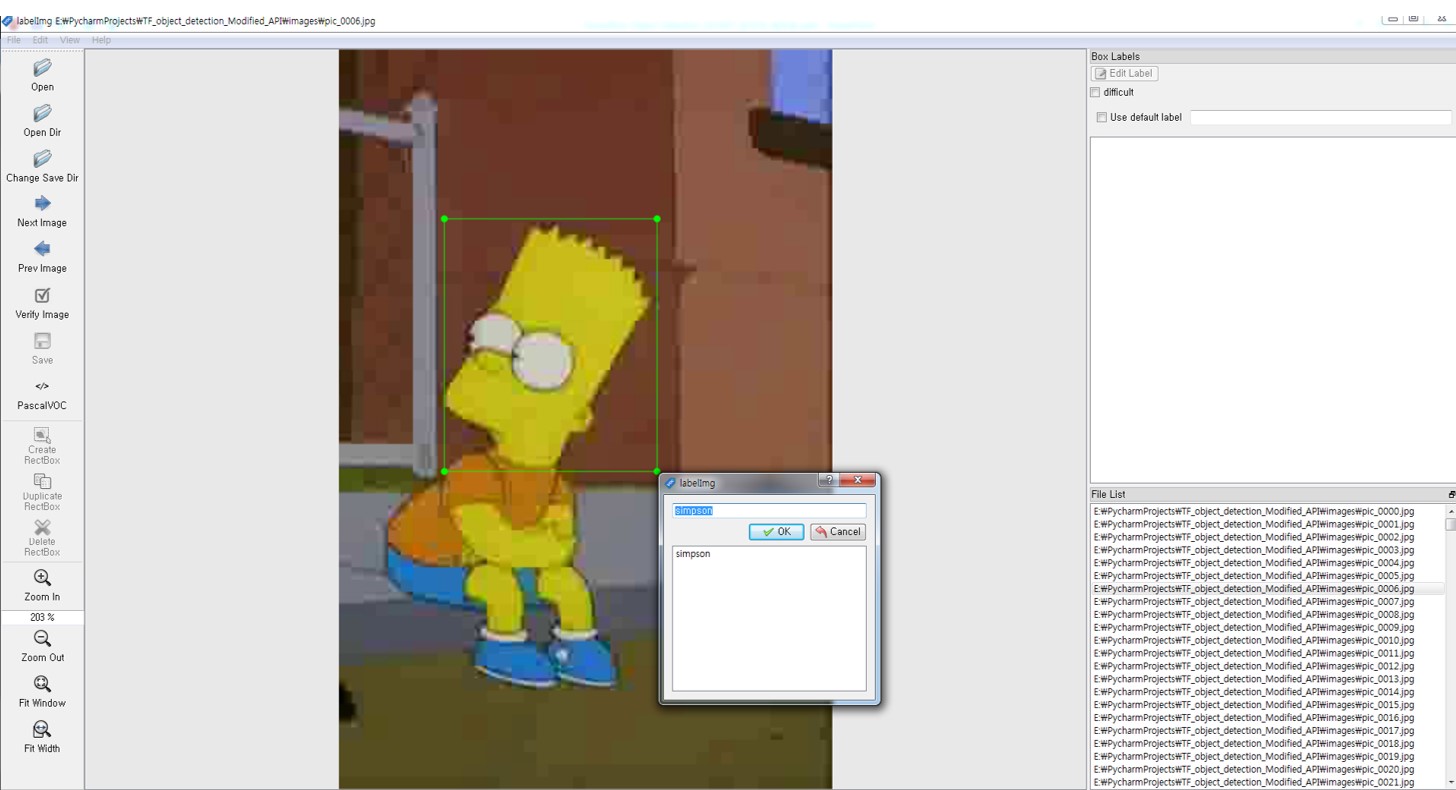 labelImg E:₩PycharmProjects₩TF_object_detection_Modified_API₩images₩pic_0006.jpg
File Edit View Help
Open
Open Dir
Change Save Dir
Next Image
Prev Image
Verify Image
Save
</>
PascalVOC
Create
RectBox
Duplicate
RectBox
Delete
RectBox
Zoom In
203 %
Zoom Out
Fit Window
Fit Width
labelImg
simpson
OK
Cancel
simpson
Box Labels
Edit Label
difficult
Use default label
File List
E:₩PycharmProjects₩TF_object_detection_Modified_API₩images₩pic_0000.jpg
E:₩PycharmProjects₩TF_object_detection_Modified_API₩images₩pic_0001.jpg
E:₩PycharmProjects₩TF_object_detection_Modified_API₩images₩pic_0002.jpg
E:₩PycharmProjects₩TF_object_detection_Modified_API₩images₩pic_0003.jpg
E:₩PycharmProjects₩TF_object_detection_Modified_API₩images₩pic_0004.jpg
E:₩PycharmProjects₩TF_object_detection_Modified_API₩images₩pic_0005.jpg
E:₩PycharmProjects₩TF_object_detection_Modified_API₩images₩pic_0006.jpg
E:₩PycharmProjects₩TF_object_detection_Modified_API₩images₩pic_0007.jpg
E:₩PycharmProjects₩TF_object_detection_Modified_API₩images₩pic_0008.jpg
E:₩PycharmProjects₩TF_object_detection_Modified_API₩images₩pic_0009.jpg
E:₩PycharmProjects₩TF_object_detection_Modified_API₩images₩pic_0010.jpg
E:₩PycharmProjects₩TF_object_detection_Modified_API₩images₩pic_0011.jpg
E:₩PycharmProjects₩TF_object_detection_Modified_API₩images₩pic_0012.jpg
E:₩PycharmProjects₩TF_object_detection_Modified_API₩images₩pic_0013.jpg
E:₩PycharmProjects₩TF_object_detection_Modified_API₩images₩pic_0014.jpg
E:₩PycharmProjects₩TF_object_detection_Modified_API₩images₩pic_0015.jpg
E:₩PycharmProjects₩TF_object_detection_Modified_API₩images₩pic_0016.jpg
E:₩PycharmProjects₩TF_object_detection_Modified_API₩images₩pic_0017.jpg
E:₩PycharmProjects₩TF_object_detection_Modified_API₩images₩pic_0018.jpg
E:₩PycharmProjects₩TF_object_detection_Modified_API₩images₩pic_0019.jpg
E:₩PycharmProjects₩TF_object_detection_Modified_API₩images₩pic_0020.jpg
E:₩PycharmProjects₩TF_object_detection_Modified_API₩images₩pic_0021.jpg